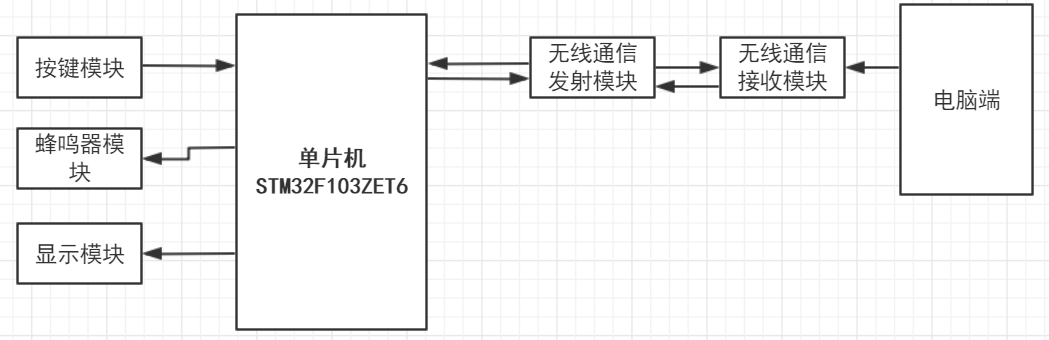 按键模块
蜂鸣器模
块
显示模块
单片机
STM32F103ZET6
无线通信
发射模块
无线通信
接收模块
电脑端